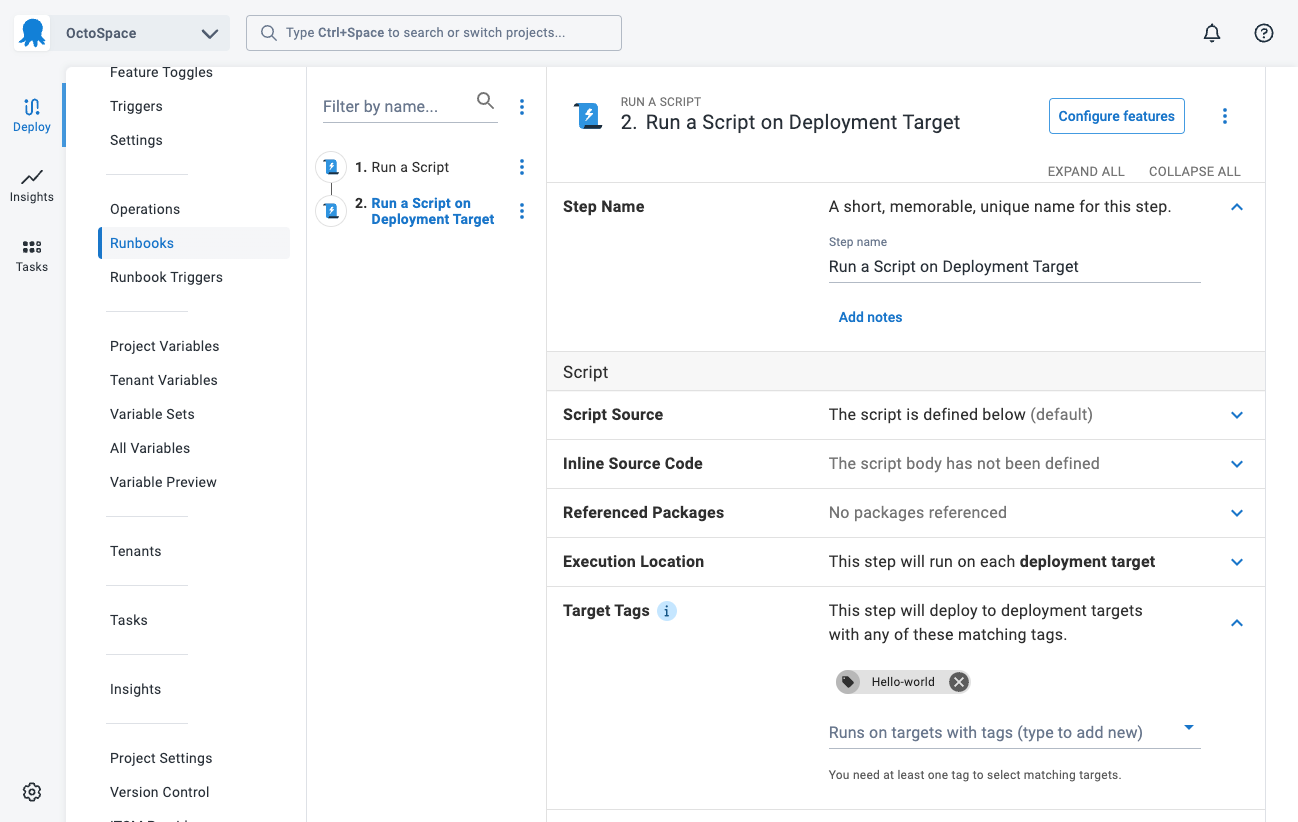 OctoSpace
Type Ctrl+Space to search or switch projects...
Deploy
Insights
Tasks
Feature Toggles
Triggers
Settings
Operations
Runbooks
Runbook Triggers
Project Variables
Tenant Variables
Variable Sets
All Variables
Variable Preview
Tenants
Tasks
Insights
Project Settings
Version Control
Filter by name...
1. Run a Script
2. Run a Script on
Deployment Target
RUN A SCRIPT
2. Run a Script on Deployment Target
Configure features
EXPAND ALL COLLAPSE ALL
Step Name
A short, memorable, unique name for this step.
Step name
Run a Script on Deployment Target
Add notes
Script
Script Source
The script is defined below (default)
Inline Source Code
The script body has not been defined
Referenced Packages
No packages referenced
Execution Location
This step will run on each deployment target
Target Tags i
This step will deploy to deployment targets
with any of these matching tags.
Hello-world
Runs on targets with tags (type to add new)
You need at least one tag to select matching targets.